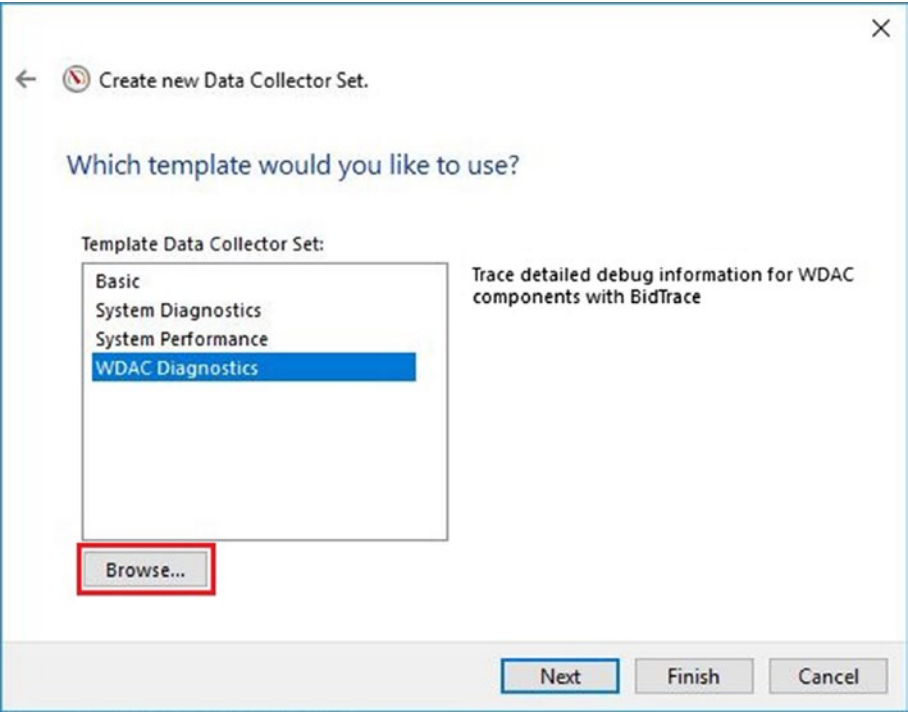 Create new Data Collector Set.
Which template would you like to use?
Template Data Collector Set:
Basic
System Diagnostics
System Performance
WDAC Diagnostics
Trace detailed debug information for WDAC
components with BidTrace
Browse...
Next
Finish
Cancel